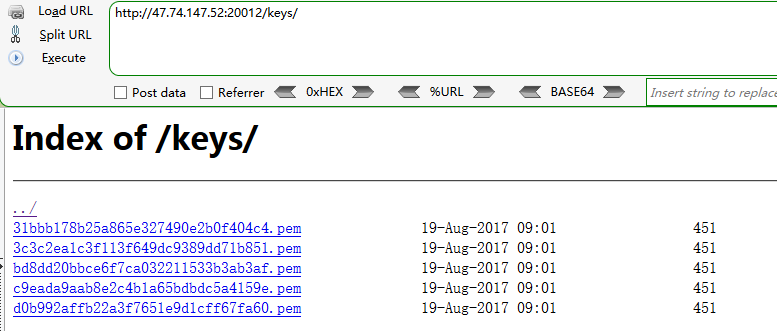 Load URL
http://47.74.147.52:20012/keys/
Split URL
Execute
Post data Referrer 0xHEX %URL BASE64 Insert string to replace
Index of /keys/
../
31bbb178b25a865e327490e2b0f404c4.pem 19-Aug-2017 09:01 451
3c3c2ea1c3f113f649dc9389dd71b851.pem 19-Aug-2017 09:01 451
bd8dd20bbce6f7ca032211533b3ab3af.pem 19-Aug-2017 09:01 451
c9eada9aab8e2c4b1a65bdbdc5a4159e.pem 19-Aug-2017 09:01 451
d0b992affb22a3f7651e9d1cff67fa60.pem 19-Aug-2017 09:01 451